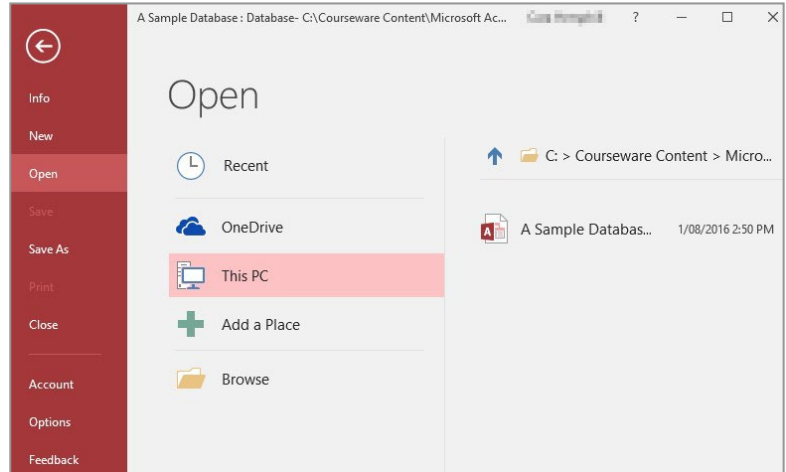 A Sample Database : Database- C:\Courseware Content\Microsoft Ac... ?
Info
New
Open
Save
Save As
Print
Close
Account
Options
Feedback
Open
Recent
OneDrive
This PC
Add a Place
Browse
C: > Courseware Content > Micro...
A Sample Databas... 1/08/2016 2:50 PM